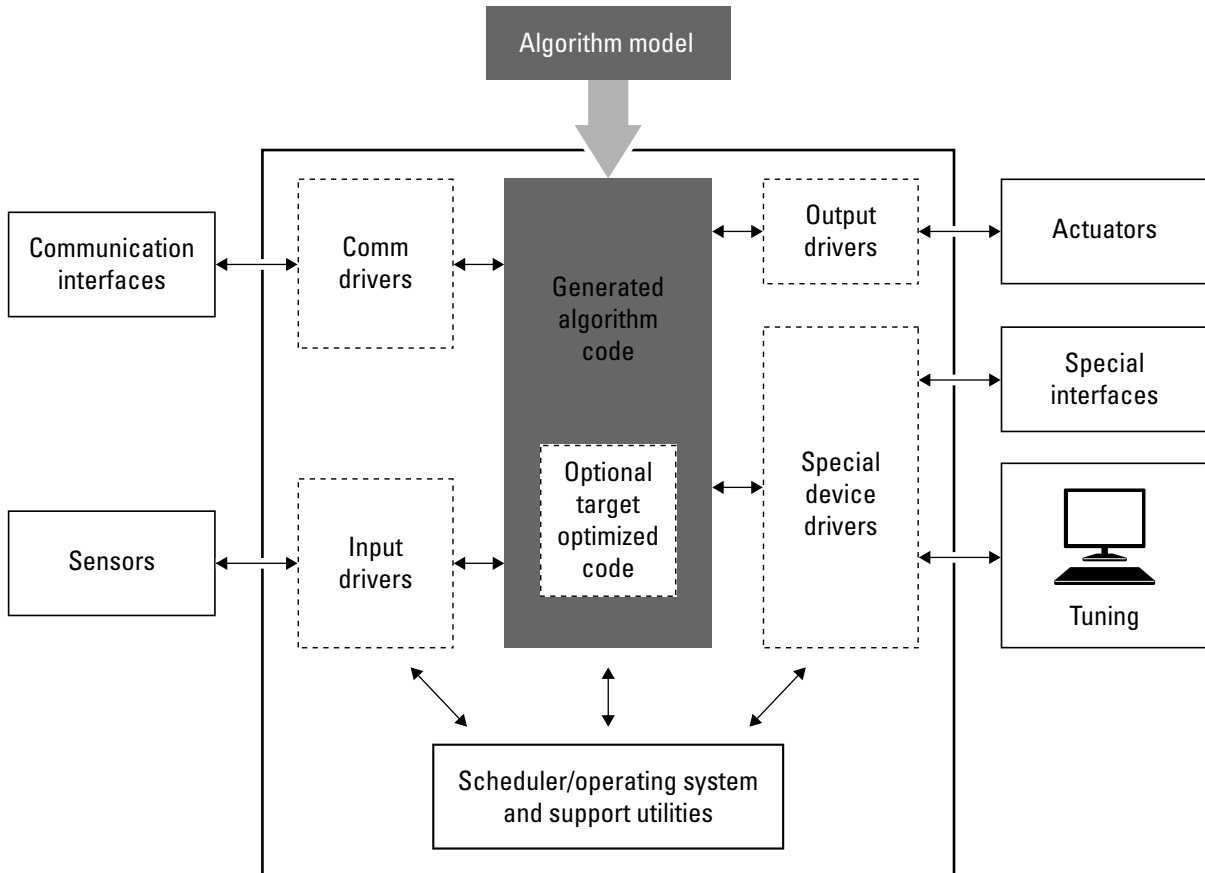 Algorithm model
Communication
interfaces
Comm
drivers
Generated
algorithm
code
Output
drivers
Actuators
Special
interfaces
Sensors
Input
drivers
Optional
target
optimized
code
Special
device
drivers
Tuning
Scheduler/operating system
and support utilities